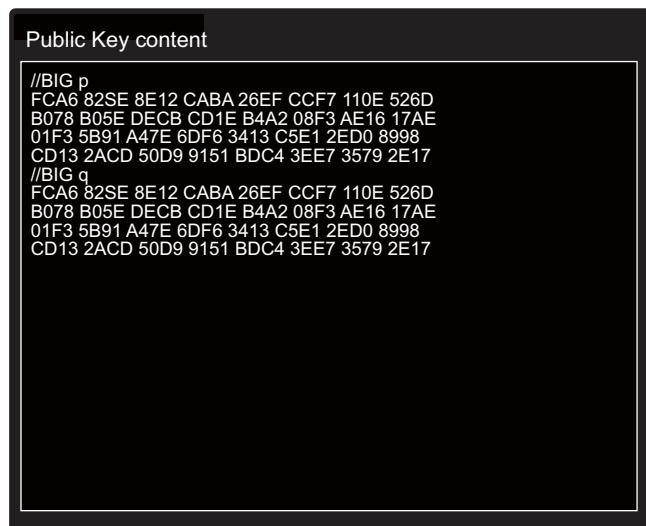 Public Key content
//BIG p
FCA6 82SE 8E12 CABA 26EF CCF7 110E 526D
B078 B05E DECB CD1E B4A2 08F3 AE16 17AE
01F3 5B91 A47E 6DF6 3413 C5E1 2ED0 8998
CD13 2ACD 50D9 9151 BDC4 3EE7 3579 2E17
//BIG q
FCA6 82SE 8E12 CABA 26EF CCF7 110E 526D
B078 B05E DECB CD1E B4A2 08F3 AE16 17AE
01F3 5B91 A47E 6DF6 3413 C5E1 2ED0 8998
CD13 2ACD 50D9 9151 BDC4 3EE7 3579 2E17